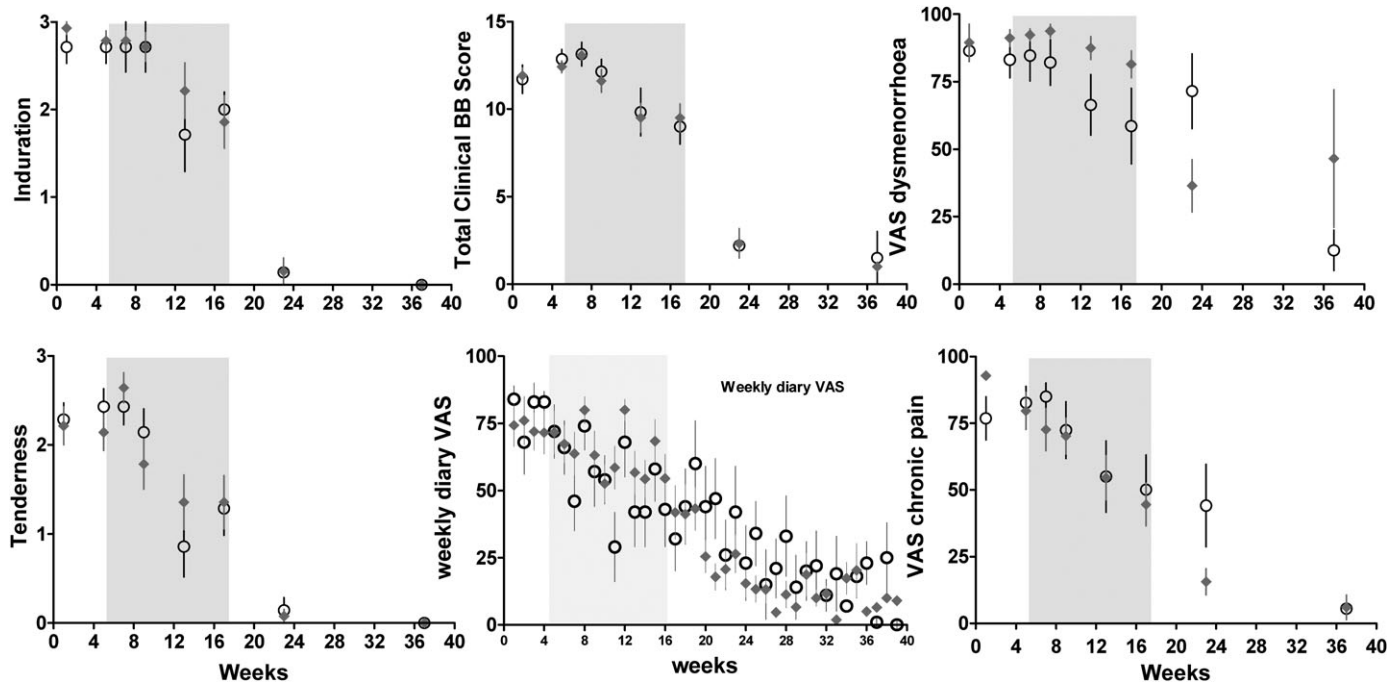 Induration
3
2
1
0
0 4 8 12 16 20 24 28 32 36 40
Total Clinical BB Score
15
10
5
0
0 4 8 12 16 20 24 28 32 36 40
VAS dysmenorrhoea
100
75
50
25
0
0 4 8 12 16 20 24 28 32 36 40
Tenderness
3
2
1
0
0 4 8 12 16 20 24 28 32 36 40
Weeks
weekly diary VAS
100
75
50
25
0
Weekly diary VAS
0 4 8 12 16 20 24 28 32 36 40
weeks
VAS chronic pain
100
75
50
25
0
0 4 8 12 16 20 24 28 32 36 40
Weeks